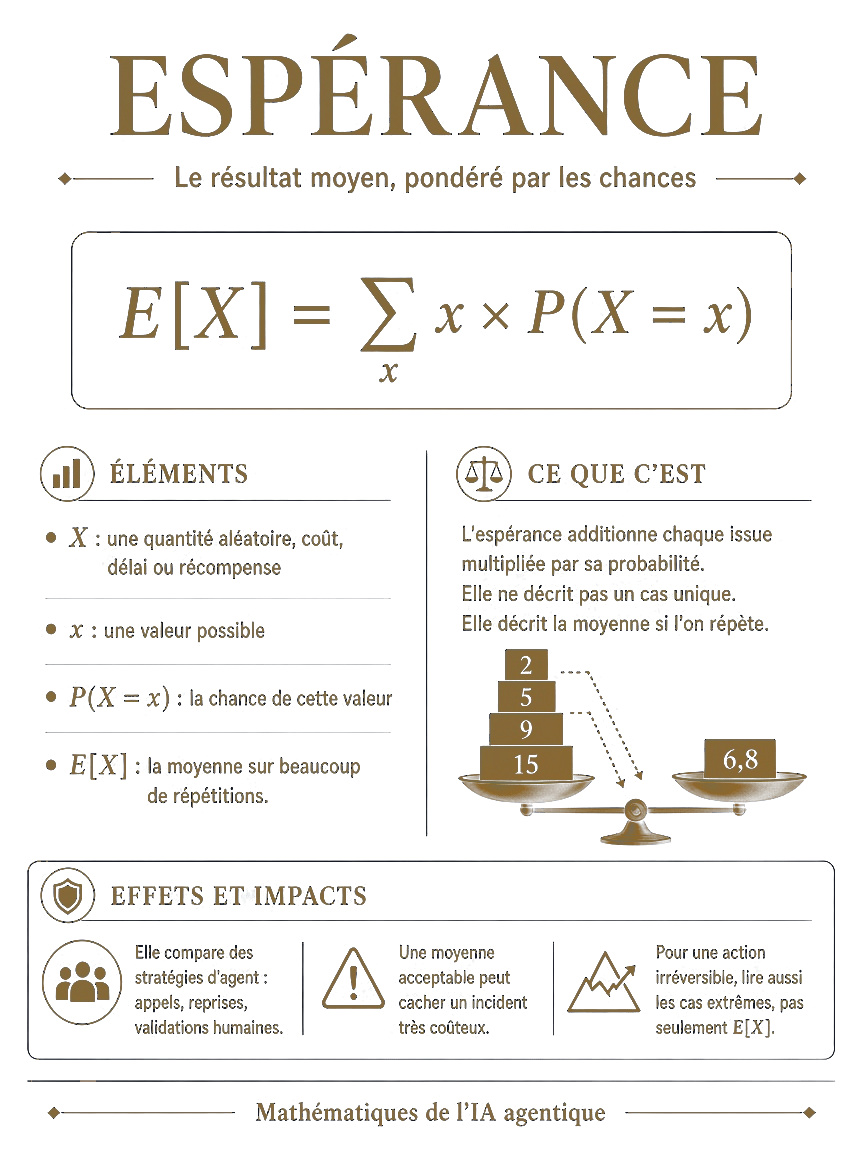 ESPÉRANCE
Le résultat moyen, pondéré par les chances
E[X] = ∑ x × P(X = x)
x
ÉLÉMENTS
• X : une quantité aléatoire, coût,
délai ou récompense
• x : une valeur possible
• P(X = x) : la chance de cette valeur
• E[X] : la moyenne sur beaucoup
de répétitions.
CE QUE C'EST
L'espérance additionne chaque issue
multipliée par sa probabilité.
Elle ne décrit pas un cas unique.
Elle décrit la moyenne si l'on répète.
2
5
9
15
6,8
EFFETS ET IMPACTS
Elle compare des
stratégies d'agent :
appels, reprises,
validations humaines.
Une moyenne
acceptable peut
cacher un incident
très coûteux.
Pour une action
irréversible, lire aussi
les cas extrêmes, pas
seulement E[X].
Mathématiques de l'IA agentique